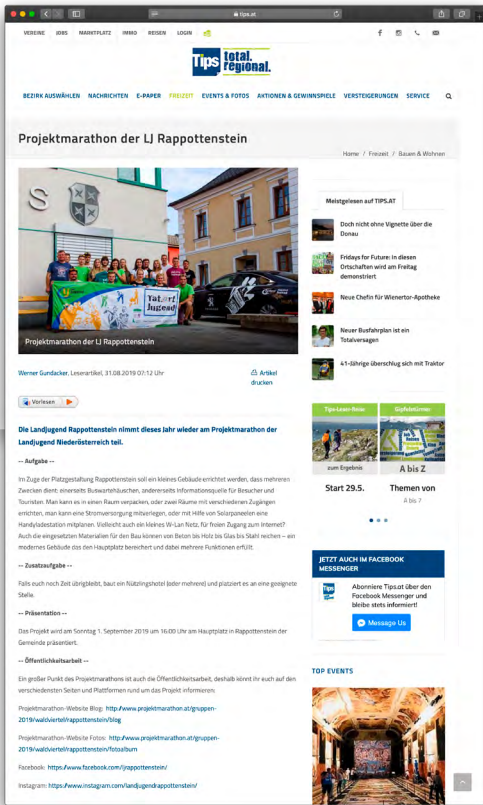 tips.at
VEREINE JOBS MARKTPLATZ IMMO REISEN LOGIN
Tips total. regional.
BEZIRK AUSWÄHLEN NACHRICHTEN E-PAPER FREIZEIT EVENTS & FOTOS AKTIONEN & GEWINNSPIELE VERSTEIGERUNGEN SERVICE
Projektmarathon der LJ Rappottenstein
Home / Freizeit / Bauen & Wohnen
S
Tat.ort
Jugend
Projektmarathon der LJ Rappottenstein
Werner Gundacker, Leserartikel, 31.08.2019 07:12 Uhr
Artikel
drucken
Vorlesen
Die Landjugend Rappottenstein nimmt dieses Jahr wieder am Projektmarathon der
Landjugend Niederösterreich teil.
-- Aufgabe --
Im Zuge der Platzgestaltung Rappottenstein soll ein kleines Gebäude errichtet werden, dass mehreren
Zwecken dient: einerseits Buswartehäuschen, andererseits Informationsquelle für Besucher und
Touristen. Man kann es in einen Raum verpacken, oder zwei Räume mit verschiedenen Zugängen
errichten, man kann eine Stromversorgung mitverlegen, oder mit Hilfe von Solarpaneelen eine
Handyladestation mitplanen. Vielleicht auch ein kleines W-Lan Netz, für freien Zugang zum Internet?
Auch die eingesetzten Materialien für den Bau können von Beton bis Holz bis Glas bis Stahl reichen – ein
modernes Gebäude das den Hauptplatz bereichert und dabei mehrere Funktionen erfüllt.
-- Zusatzaufgabe --
Falls euch noch Zeit übrigbleibt, baut ein Nützlingshotel (oder mehrere) und platziert es an eine geeignete
Stelle.
-- Präsentation --
Das Projekt wird am Sonntag 1. September 2019 um 16:00 Uhr am Hauptplatz in Rappottenstein der
Gemeinde präsentiert.
-- Öffentlichkeitsarbeit --
Ein großer Punkt des Projektmarathons ist auch die Öffentlichkeitsarbeit, deshalb könnt ihr euch auf den
verschiedensten Seiten und Plattformen rund um das Projekt informieren:
Projektmarathon-Website Blog: http://www.projektmarathon.at/gruppen-
2019/waldviertel/rappottenstein/blog
Projektmarathon-Website Fotos: http://www.projektmarathon.at/gruppen-
2019/waldviertel/rappottenstein/fotoalbum
Facebook: https://www.facebook.com/ljrappottenstein/
Instagram: https://www.instagram.com/landjugendrappottenstein/
Meistgelesen auf TIPS.AT
Doch nicht ohne Vignette über die
Donau
Fridays for Future: in diesen
Ortschaften wird am Freitag
demonstriert
Neue Chefin für Wienertor-Apotheke
Neuer Busfahrplan ist ein
Totalversagen
41-Jährige überschlug sich mit Traktor
Tips-Leser-Reise:
zum Ergebnis
Start 29.5.
Gipfelstürmer:
A bis Z
Themen von
A bis Z
JETZT AUCH IM FACEBOOK
MESSENGER
Tips
Abonniere Tips.at über den
Facebook Messenger und
bleibe stets informiert!
Message Us
TOP EVENTS